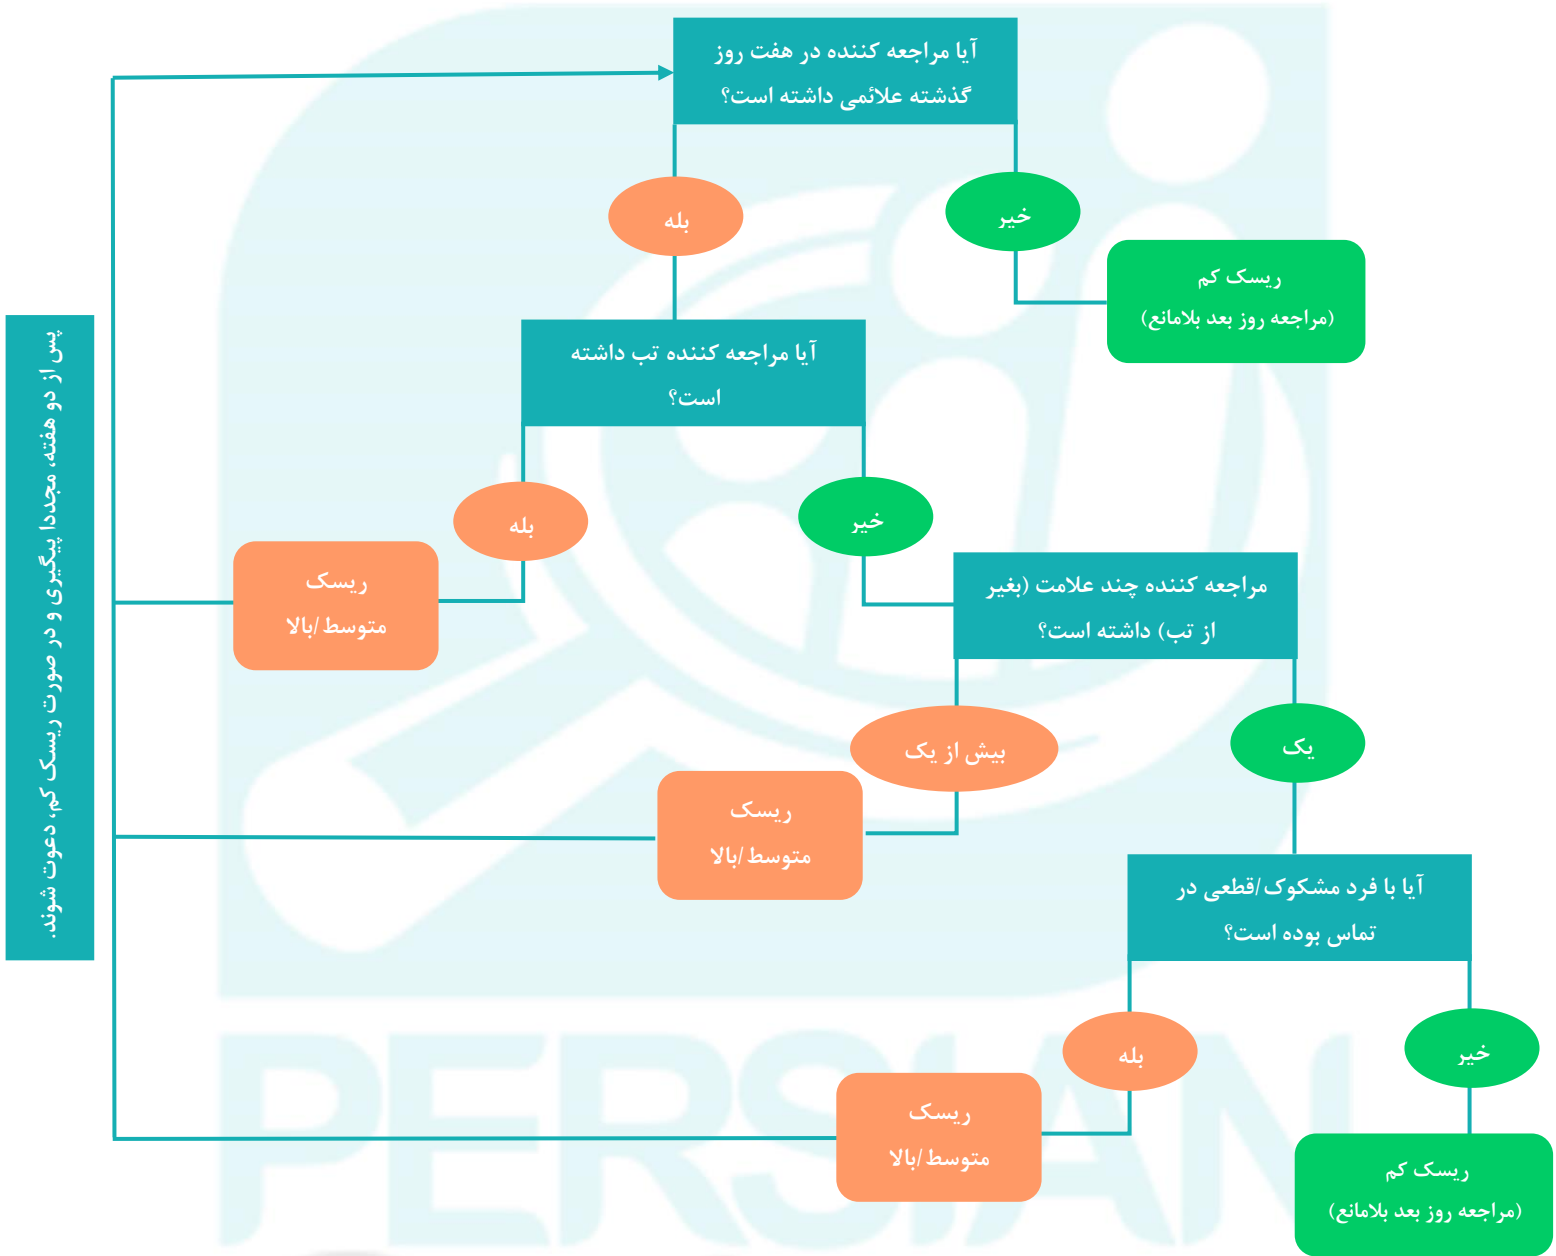 آیا مراجعه کننده در هفت روز
گذشته علائمی داشته است؟
بله
خیر
ریسک کم
(مراجعه روز بعد بلامانع)
آیا مراجعه کننده تب داشته
است؟
بله
خیر
ریسک
متوسط/بالا
مراجعه کننده چند علامت (بغیر
از تب) داشته است؟
بیش از یک
یک
ریسک
متوسط/بالا
آیا با فرد مشکوک/قطعی در
تماس بوده است؟
بله
خیر
ریسک
متوسط/بالا
ریسک کم
(مراجعه روز بعد بلامانع)
پس از دو هفته، مجددا پیگیری و در صورت ریسک کم، دعوت شوند.
PERSIAN